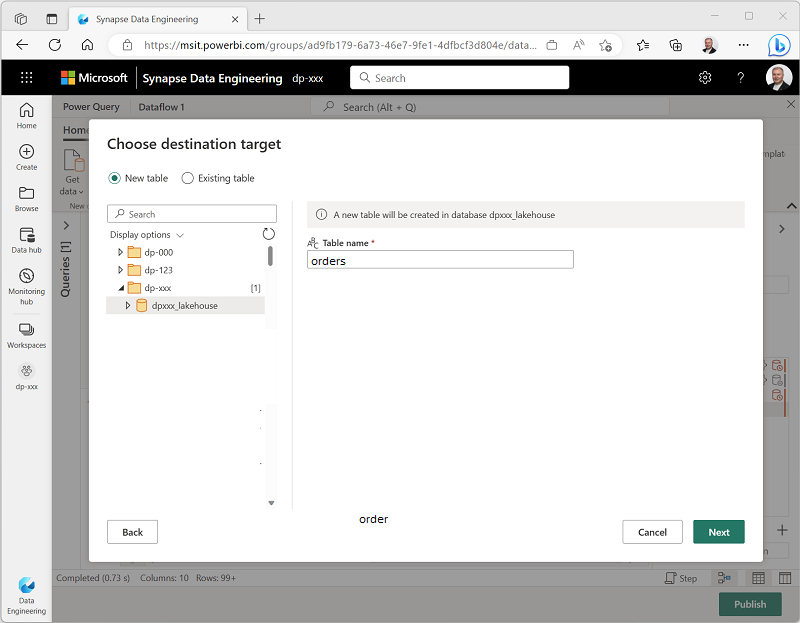 Synapse Data Engineering
https://msit.powerbi.com/groups/ad9fb179-6a73-46e7-9fe1-4dfbcf3d804e/data...
Microsoft Synapse Data Engineering dp-xxx Search ?
Power Query Dataflow 1 Search (Alt + Q)
Home
Home
Create
Browse
Data hub
Monitoring
hub
Workspaces
dp-xxx
Data
Engineering
Get
data
New
Queries [1]
Choose destination target
New table Existing table
Search
Display options
dp-000
dp-123
dp-xxx [1]
dpxxx_lakehouse
A new table will be created in database dpxxx_lakehouse
Table name *
orders
order
Back Cancel Next
Completed (0.73 s) Columns: 10 Rows: 99+ Step
Publish